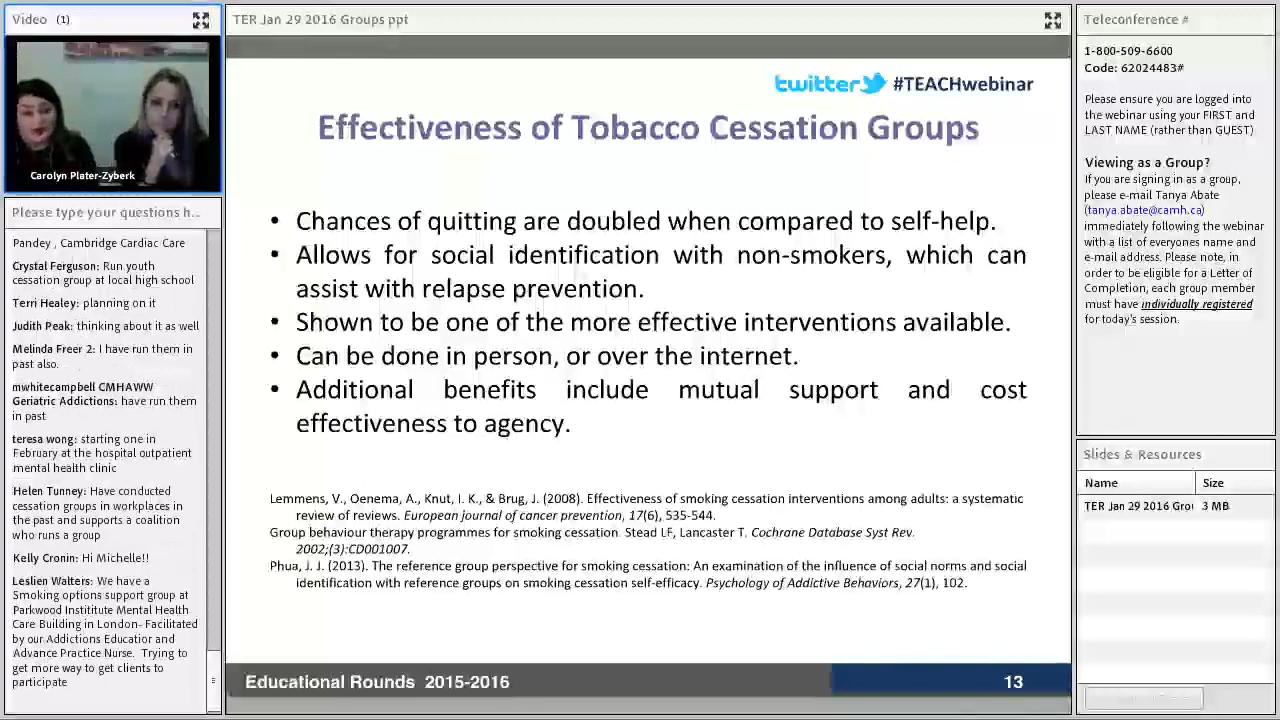 Video (1)
TER Jan 29 2016 Groups ppt
Teleconference #
Carolyn Plater-Zyberk
Please type your questions h...
Pandey , Cambridge Cardiac Care
Crystal Ferguson: Run youth
cessation group at local high school
Terri Healey: planning on it
Judith Peak: thinking about it as well
Melinda Freer 2: I have run them in
past also.
mwhitecampbell CMHAWW
Geriatric Addictions: have run them
in past
teresa wong: starting one in
February at the hospital outpatient
mental health clinic
Helen Tunney: Have conducted
cessation groups in workplaces in
the past and supports a coalition
who runs a group
Kelly Cronin: Hi Michelle!!
Leslien Walters: We have a
Smoking options support group at
Parkwood Institiute Mental Health
Care Building in London- Facilitated
by our Addictions Educatior and
Advance Practice Nurse. Trying to
get more way to get clients to
participate
twitter #TEACHwebinar
Effectiveness of Tobacco Cessation Groups
• Chances of quitting are doubled when compared to self-help.
• Allows for social identification with non-smokers, which can
assist with relapse prevention.
• Shown to be one of the more effective interventions available.
• Can be done in person, or over the internet.
• Additional benefits include mutual support and cost
effectiveness to agency.
Lemmens, V., Oenema, A., Knut, I. K., & Brug, J. (2008). Effectiveness of smoking cessation interventions among adults: a systematic
review of reviews. European journal of cancer prevention, 17(6), 535-544.
Group behaviour therapy programmes for smoking cessation. Stead LF, Lancaster T. Cochrane Database Syst Rev.
2002;(3):CD001007.
Phua, J. J. (2013). The reference group perspective for smoking cessation: An examination of the influence of social norms and social
identification with reference groups on smoking cessation self-efficacy. Psychology of Addictive Behaviors, 27(1), 102.
Educational Rounds 2015-2016
13
1-800-509-6600
Code: 62024483#
Please ensure you are logged into
the webinar using your FIRST and
LAST NAME (rather than GUEST)
Viewing as a Group?
If you are signing in as a group,
please e-mail Tanya Abate
(tanya.abate@camh.ca)
immediately following the webinar
with a list of everyones name and
e-mail address. Please note, in
order to be eligible for a Letter of
Completion, each group member
must have individually registered
for today's session.
Slides & Resources
Name Size
TER Jan 29 2016 Grou 3 MB